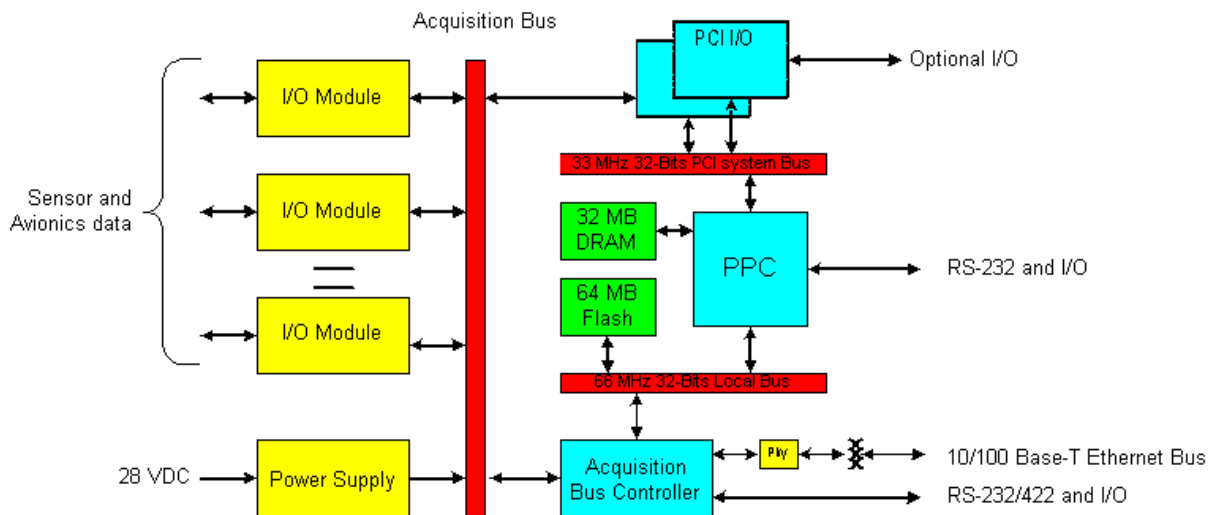 Acquisition Bus
PCI I/O
Optional I/O
I/O Module
33 MHz 32-Bits PCI system Bus
Sensor and
Avionics data
I/O Module
32 MB
DRAM
PPC
RS-232 and I/O
64 MB
Flash
I/O Module
66 MHz 32-Bits Local Bus
28 VDC
Power Supply
Acquisition
Bus Controller
Phy
10/100 Base-T Ethernet Bus
RS-232/422 and I/O